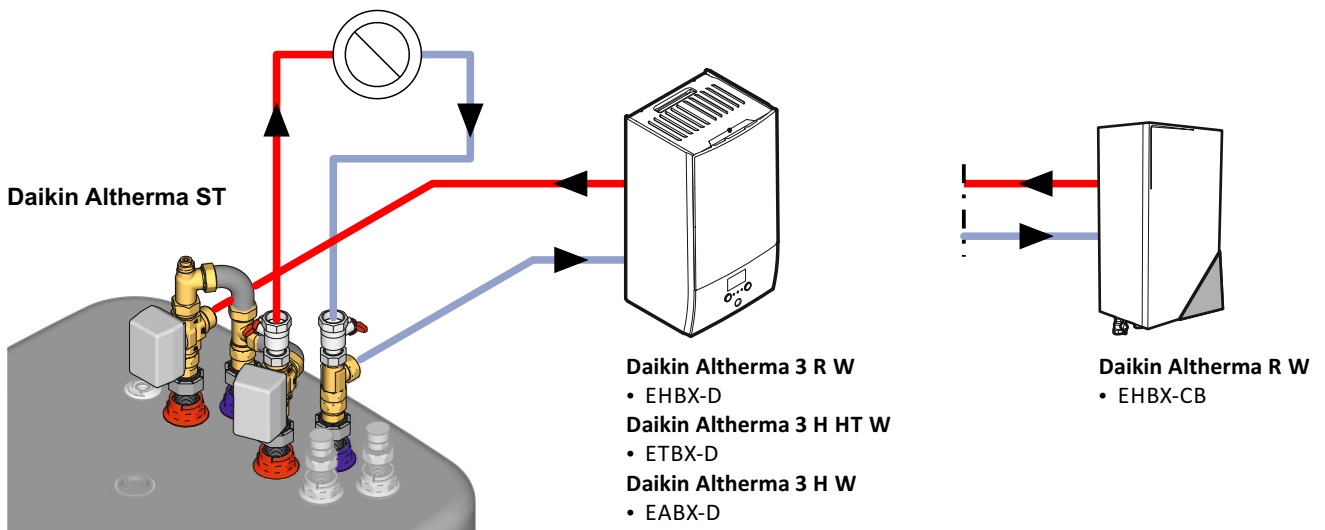 Daikin Altherma ST
Daikin Altherma 3 R W
• EHBX-D
Daikin Altherma 3 H HT W
• ETBX-D
Daikin Altherma 3 H W
• EABX-D
Daikin Altherma R W
• EHBX-CB